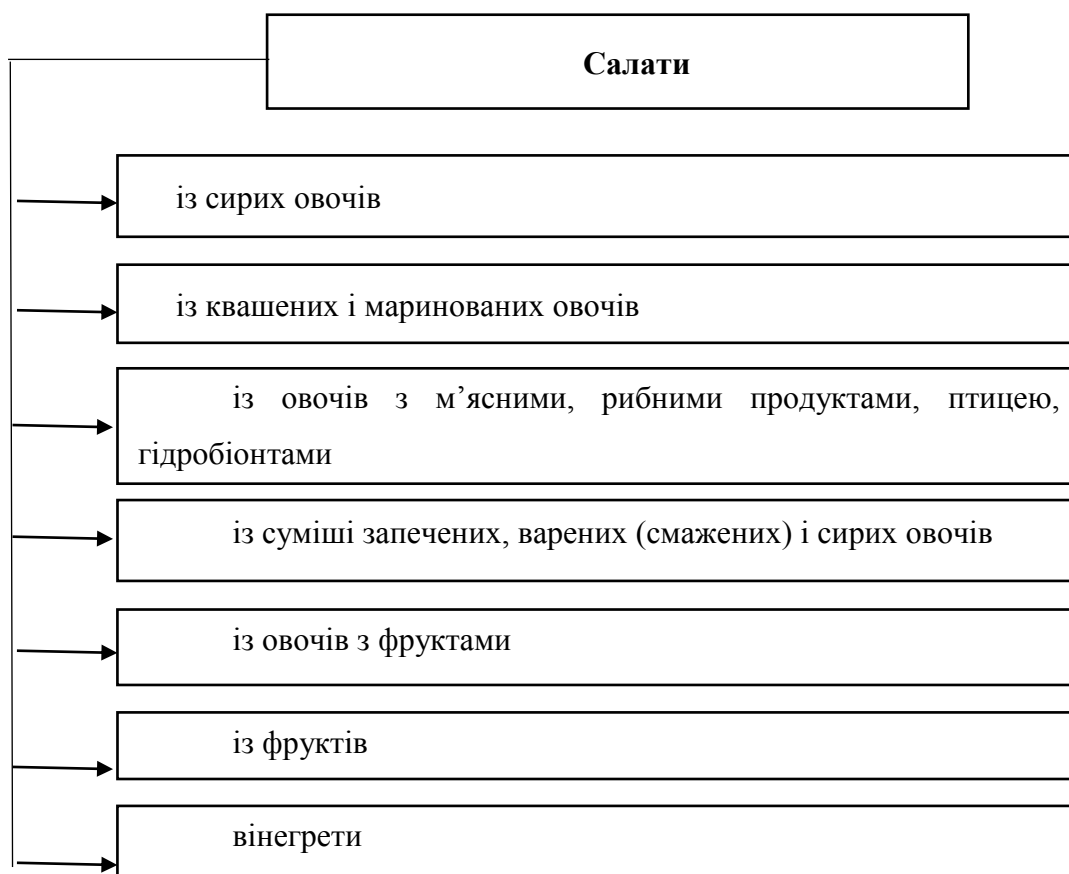 Салати
із сирих овочів
із квашених і маринованих овочів
із овочів з м’ясними, рибними продуктами, птицею,
гідробіонтами
із суміші запечених, варених (смажених) і сирих овочів
із овочів з фруктами
із фруктів
вінегрети